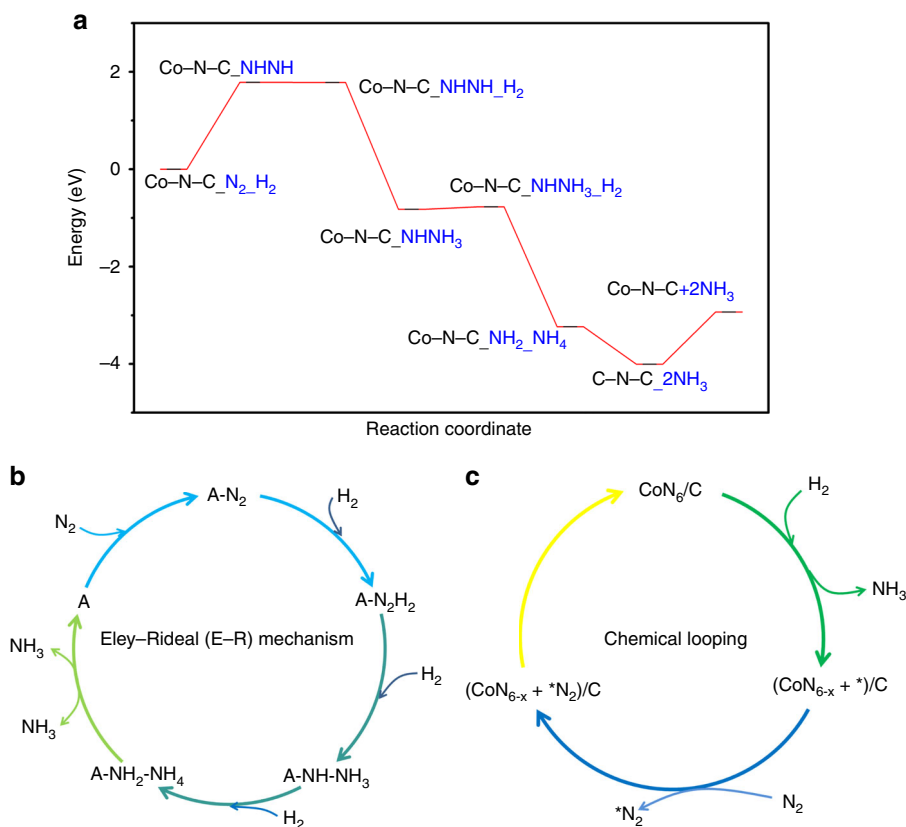 a
2
0
−2
−4
Energy (eV)
Reaction coordinate
Co–N–C_NHNH
Co–N–C_NHNH_H₂
Co–N–C_N₂_H₂
Co–N–C_NHNH₃_H₂
Co–N–C_NHNH₃
Co–N–C+2NH₃
Co–N–C_NH₂_NH₄
C–N–C_2NH₃
b
A-N₂
H₂
N₂
A
A-N₂H₂
Eley–Rideal (E–R) mechanism
NH₃
H₂
NH₃
A-NH₂-NH₄
A-NH-NH₃
H₂
c
CoN₆/C
H₂
NH₃
Chemical looping
(CoN₆₋ₓ + *N₂)/C
(CoN₆₋ₓ + *)/C
*N₂
N₂